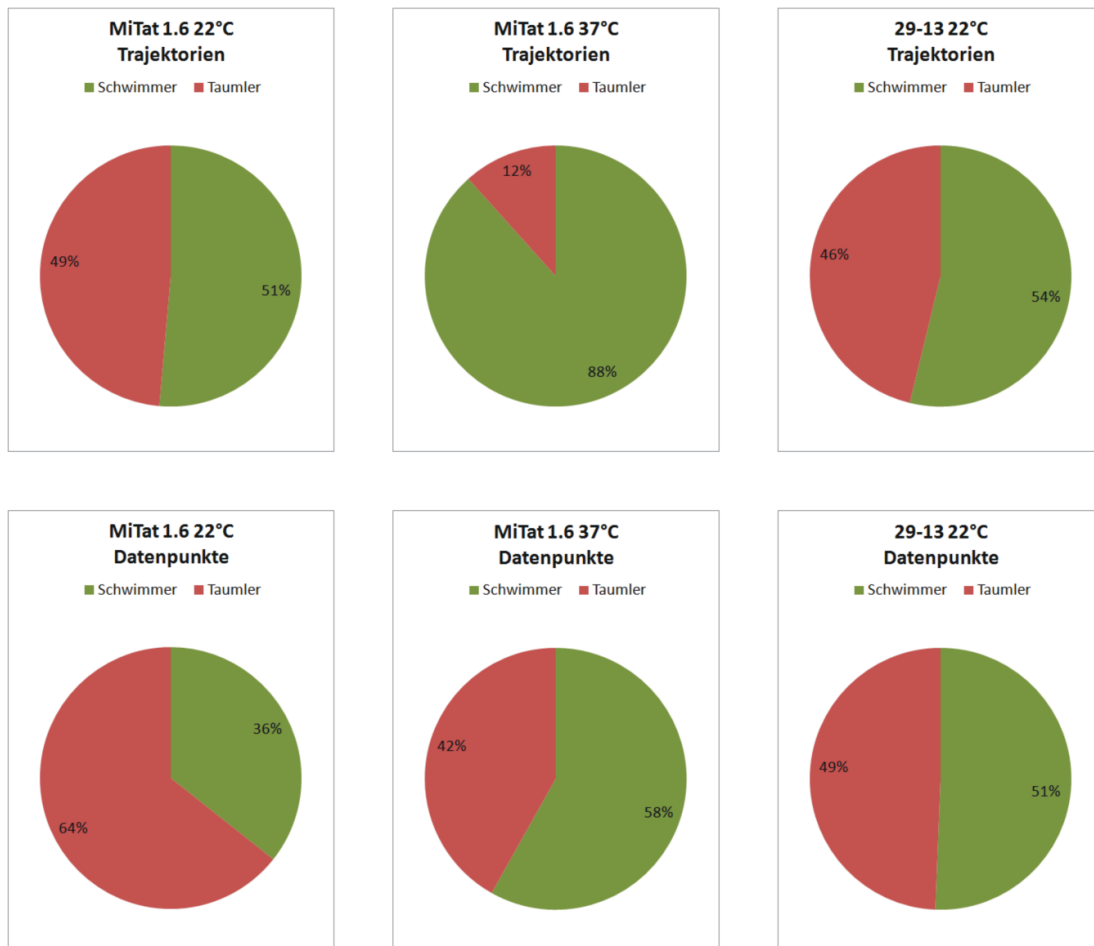 MiTat 1.6 22°C
Trajektorien
Schwimmer Taumler
49%
51%
MiTat 1.6 37°C
Trajektorien
Schwimmer Taumler
12%
88%
29-13 22°C
Trajektorien
Schwimmer Taumler
46%
54%
MiTat 1.6 22°C
Datenpunkte
Schwimmer Taumler
36%
64%
MiTat 1.6 37°C
Datenpunkte
Schwimmer Taumler
42%
58%
29-13 22°C
Datenpunkte
Schwimmer Taumler
49%
51%